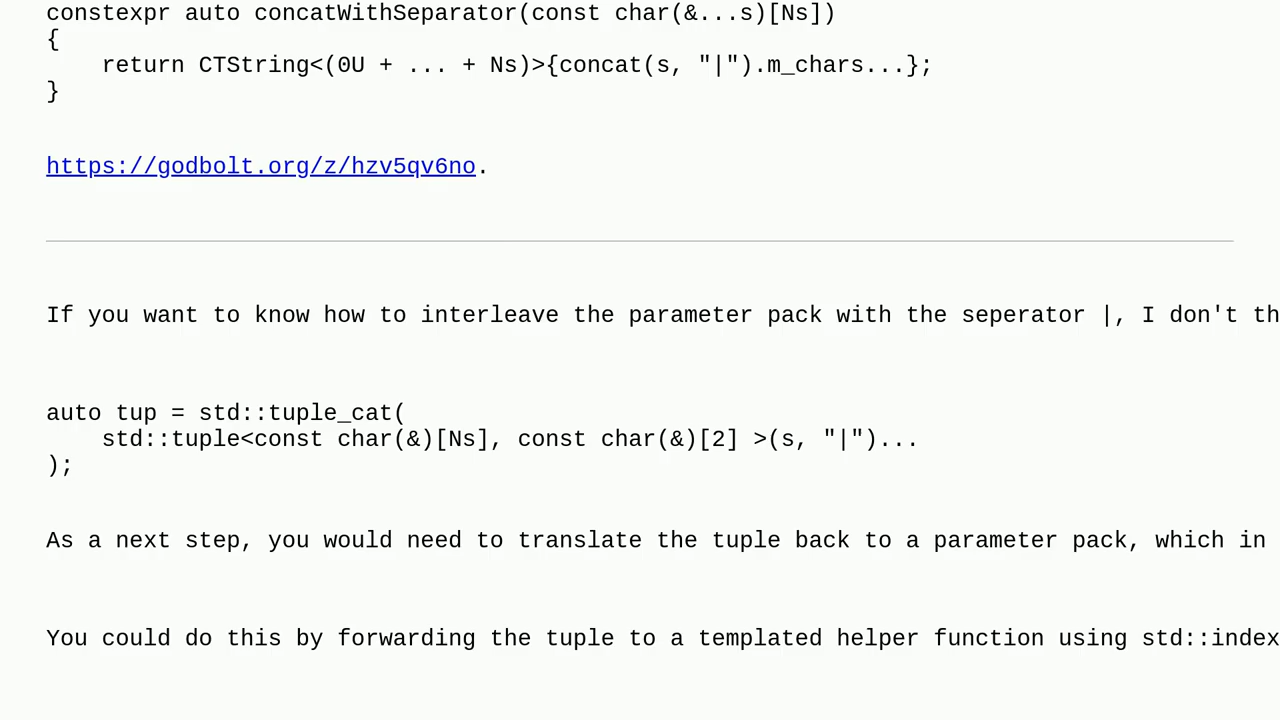 constexpr auto concatWithSeparator(const char(&...s)[Ns])
{
    return CTString<(0U + ... + Ns)>{concat(s, "|").m_chars...};
}
https://godbolt.org/z/hzv5qv6no.
If you want to know how to interleave the parameter pack with the seperator |, I don't th
auto tup = std::tuple_cat(
    std::tuple<const char(&)[Ns], const char(&)[2] >(s, "|")...
);
As a next step, you would need to translate the tuple back to a parameter pack, which in
You could do this by forwarding the tuple to a templated helper function using std::index